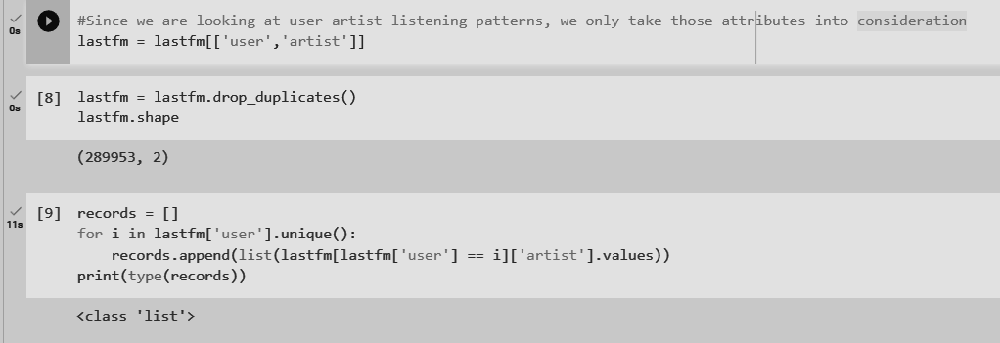 #Since we are looking at user artist listening patterns, we only take those attributes into consideration
0s
lastfm = lastfm[['user','artist']]
[8] lastfm = lastfm.drop_duplicates()
0s
lastfm.shape
(289953, 2)
[9] records = []
11s
for i in lastfm['user'].unique():
    records.append(list(lastfm[lastfm['user'] == i]['artist'].values))
print(type(records))
<class 'list'>